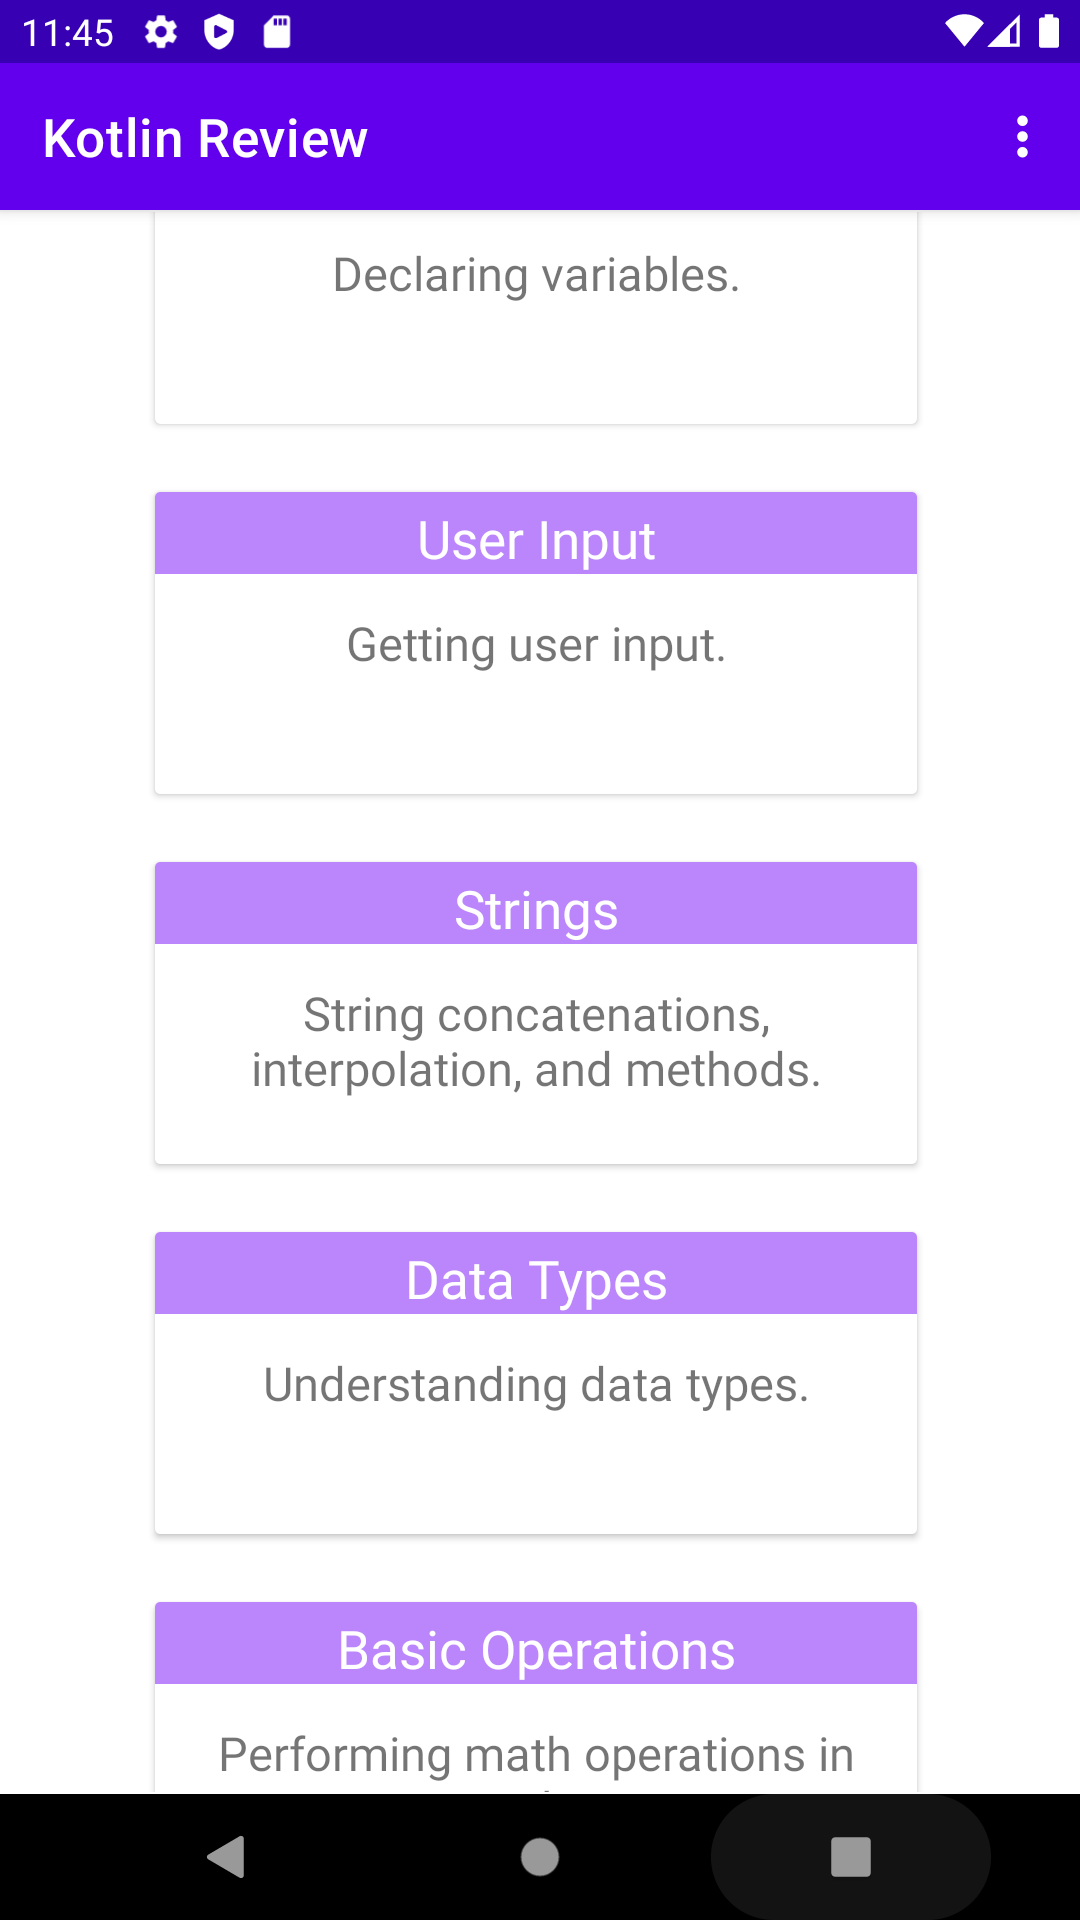 11:45
Kotlin Review
Declaring variables.
User Input
Getting user input.
Strings
String concatenations,
interpolation, and methods.
Data Types
Understanding data types.
Basic Operations
Performing math operations in